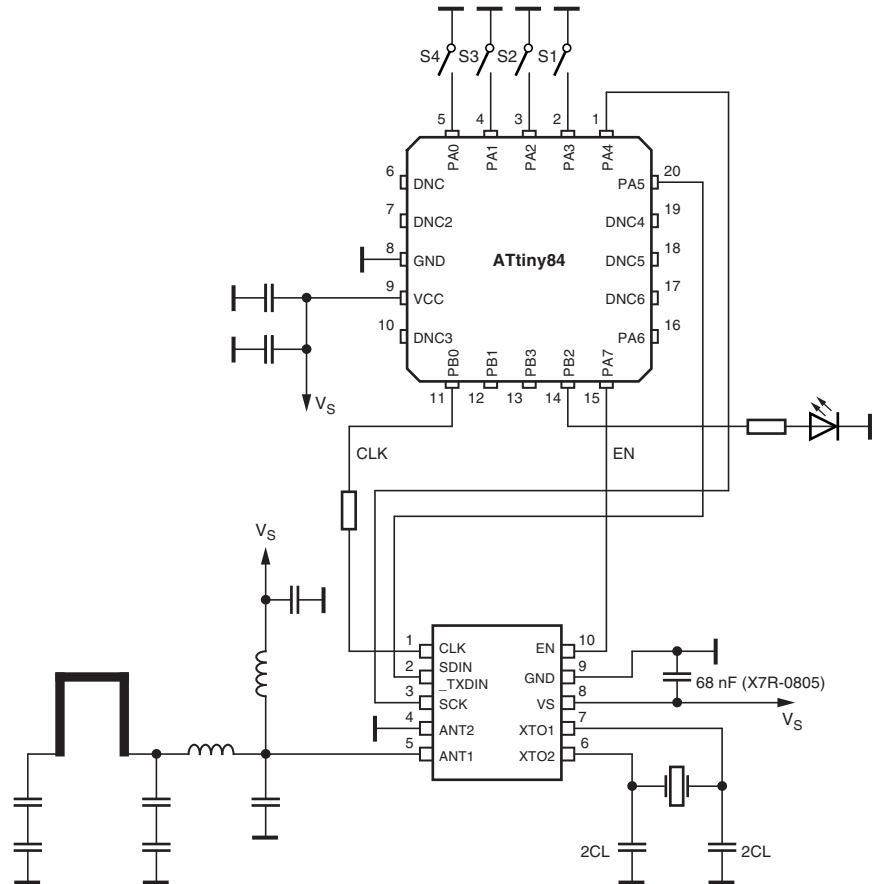 S4 S3 S2 S1
5 4 3 2 1
PA0 PA1 PA2 PA3 PA4
6 DNC
7 DNC2
8 GND
9 VCC
10 DNC3
ATtiny84
PA5 20
DNC4 19
DNC5 18
DNC6 17
PA6 16
PB0 PB1 PB3 PB2 PA7
11 12 13 14 15
VS
CLK
EN
VS
1 CLK
2 SDIN
_TXDIN
3 SCK
4 ANT2
5 ANT1
EN 10
GND 9
VS 8
XTO1 7
XTO2 6
68 nF (X7R-0805)
VS
2CL
2CL